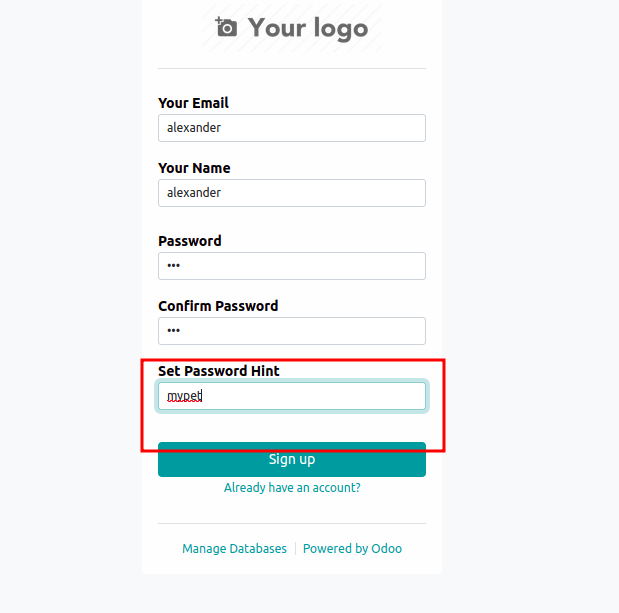 Your logo
Your Email
alexander
Your Name
alexander
Password
•••
Confirm Password
•••
Set Password Hint
mypet
Sign up
Already have an account?
Manage Databases | Powered by Odoo